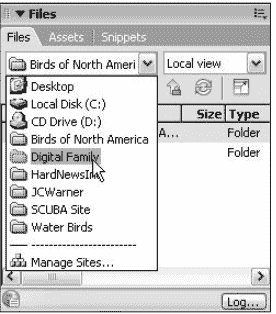 Files
Files Assets Snippets
Birds of North Ameri Local view
Size Type
Desktop
Local Disk (C:)
CD Drive (D:)
A... Folder
Birds of North America
Digital Family Folder
HardNewsIn
JCWarner
SCUBA Site
Water Birds
Manage Sites...
Log...